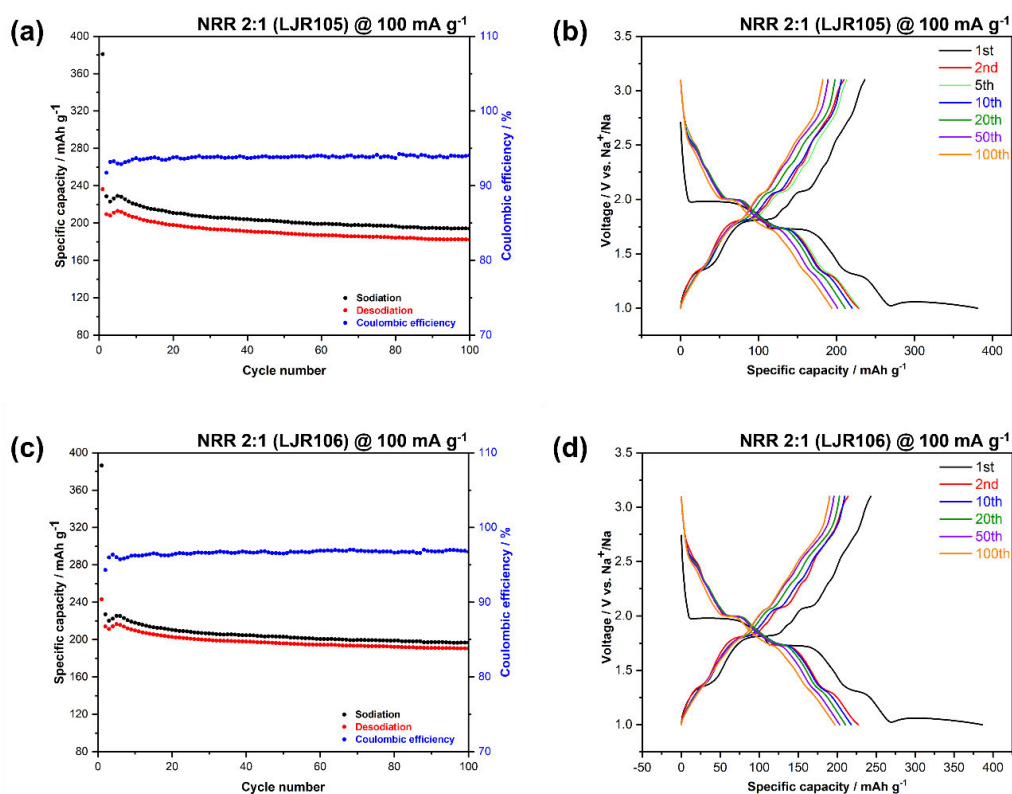 (a)
NRR 2:1 (LJR105) @ 100 mA g⁻¹
400
360
320
280
240
200
160
120
80
Specific capacity / mAh g⁻¹
110
100
90
80
70
Coulombic efficiency / %
Sodiation
Desodiation
Coulombic efficiency
0 20 40 60 80 100
Cycle number
(b)
NRR 2:1 (LJR105) @ 100 mA g⁻¹
3.5
3.0
2.5
2.0
1.5
1.0
Voltage / V vs. Na⁺/Na
1st
2nd
5th
10th
20th
50th
100th
0 50 100 150 200 250 300 350 400
Specific capacity / mAh g⁻¹
(c)
NRR 2:1 (LJR106) @ 100 mA g⁻¹
400
360
320
280
240
200
160
120
80
Specific capacity / mAh g⁻¹
110
100
90
80
70
Coulombic efficiency / %
Sodiation
Desodiation
Coulombic efficiency
0 20 40 60 80 100
Cycle number
(d)
NRR 2:1 (LJR106) @ 100 mA g⁻¹
3.5
3.0
2.5
2.0
1.5
1.0
Voltage / V vs. Na⁺/Na
1st
2nd
10th
20th
50th
100th
-50 0 50 100 150 200 250 300 350 400
Specific capacity / mAh g⁻¹